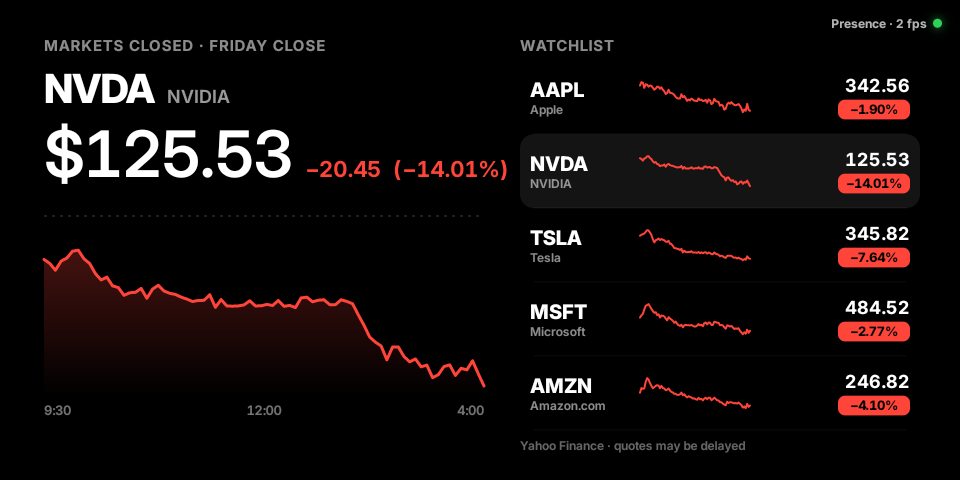 Presence · 2 fps
MARKETS CLOSED · FRIDAY CLOSE
NVDA NVIDIA
$125.53 −20.45 (−14.01%)
9:30 12:00 4:00
WATCHLIST
AAPL 342.56
Apple −1.90%
NVDA 125.53
NVIDIA −14.01%
TSLA 345.82
Tesla −7.64%
MSFT 484.52
Microsoft −2.77%
AMZN 246.82
Amazon.com −4.10%
Yahoo Finance · quotes may be delayed